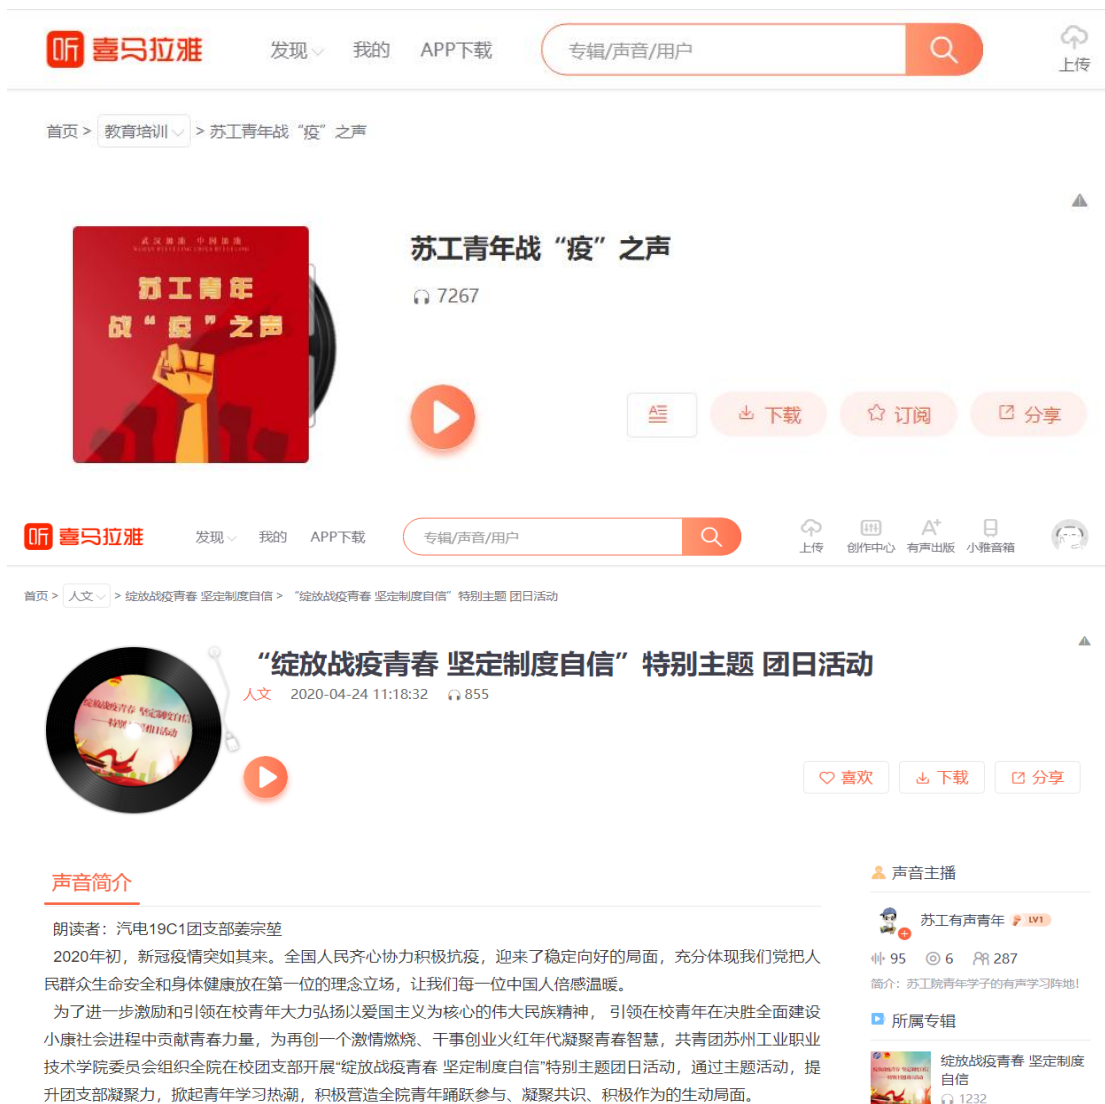 听 喜马拉雅 发现 我的 APP下载 专辑/声音/用户 上传
首页 > 教育培训 > 苏工青年战“疫”之声
武汉加油 中国加油
苏工青年
战“疫”之声
苏工青年战“疫”之声
7267
下载 订阅 分享
听 喜马拉雅 发现 我的 APP下载 专辑/声音/用户 上传 创作中心 有声出版 小雅音箱
首页 > 人文 > 绽放战疫青春 坚定制度自信 > “绽放战疫青春 坚定制度自信”特别主题 团日活动
“绽放战疫青春 坚定制度自信”特别主题 团日活动
人文 2020-04-24 11:18:32 855
绽放战疫青春 坚定制度自信
喜欢 下载 分享
声音简介
朗读者：汽电19C1团支部姜宗堃
2020年初，新冠疫情突如其来。全国人民齐心协力积极抗疫，迎来了稳定向好的局面，充分体现我们党把人
民群众生命安全和身体健康放在第一位的理念立场，让我们每一位中国人倍感温暖。
为了进一步激励和引领在校青年大力弘扬以爱国主义为核心的伟大民族精神， 引领在校青年在决胜全面建设
小康社会进程中贡献青春力量，为再创一个激情燃烧、干事创业火红年代凝聚青春智慧，共青团苏州工业职业
技术学院委员会组织全院在校团支部开展“绽放战疫青春 坚定制度自信”特别主题团日活动，通过主题活动，提
升团支部凝聚力，掀起青年学习热潮，积极营造全院青年踊跃参与、凝聚共识、积极作为的生动局面。
声音主播
苏工有声青年 LV1
95 6 287
简介：苏工院青年学子的有声学习阵地!
所属专辑
绽放战疫青春 坚定制度
自信
1232